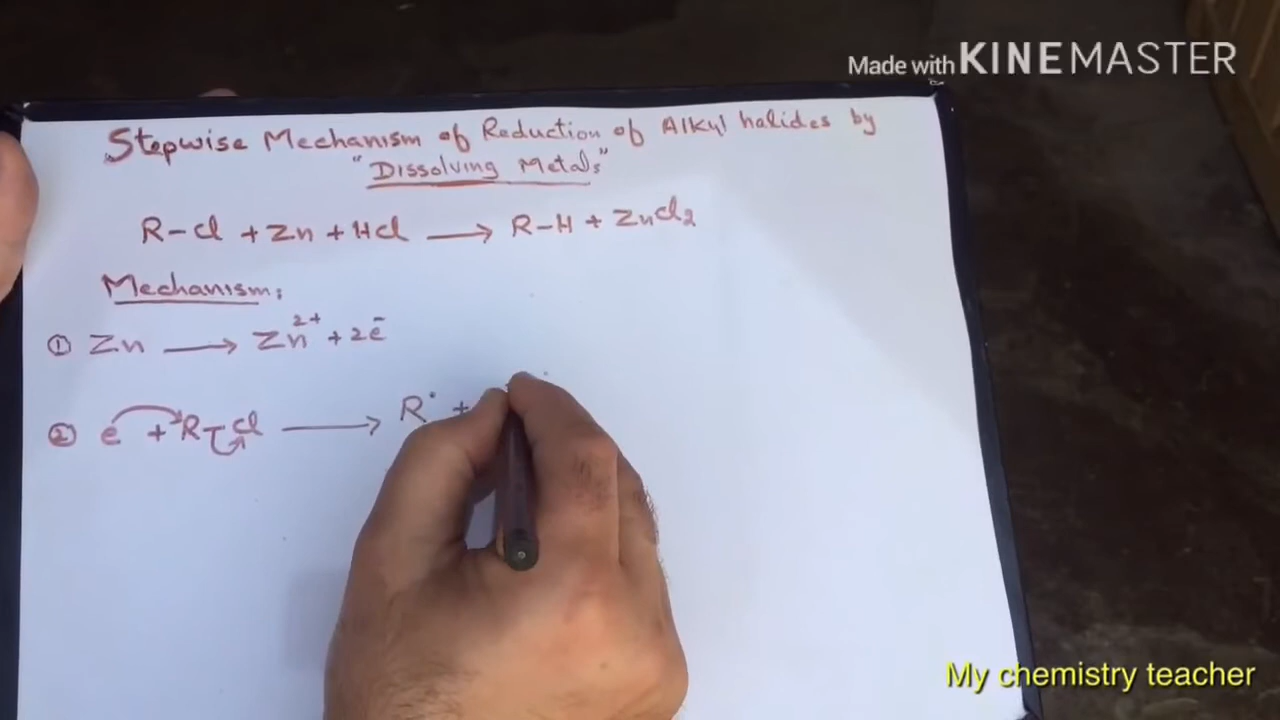 Made with KINEMASTER
Stepwise Mechanism of Reduction of Alkyl halides by
"Dissolving Metals"
R-Cl + Zn + HCl → R-H + ZnCl₂
Mechanism:
① Zn → Zn²⁺ + 2e⁻
② e + R-Cl → R• +
My chemistry teacher